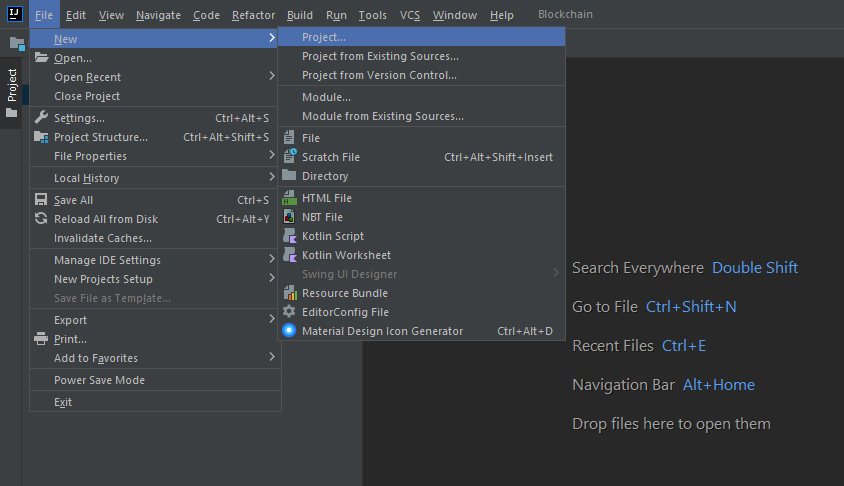 IJ File Edit View Navigate Code Refactor Build Run Tools VCS Window Help Blockchain
Project
New
Open...
Open Recent
Close Project
Settings... Ctrl+Alt+S
Project Structure... Ctrl+Alt+Shift+S
File Properties
Local History
Save All Ctrl+S
Reload All from Disk Ctrl+Alt+Y
Invalidate Caches...
Manage IDE Settings
New Projects Setup
Save File as Template...
Export
Print...
Add to Favorites
Power Save Mode
Exit
Project...
Project from Existing Sources...
Project from Version Control...
Module...
Module from Existing Sources...
File
Scratch File Ctrl+Alt+Shift+Insert
Directory
HTML File
NBT File
Kotlin Script
Kotlin Worksheet
Swing UI Designer
Resource Bundle
EditorConfig File
Material Design Icon Generator Ctrl+Alt+D
Search Everywhere Double Shift
Go to File Ctrl+Shift+N
Recent Files Ctrl+E
Navigation Bar Alt+Home
Drop files here to open them